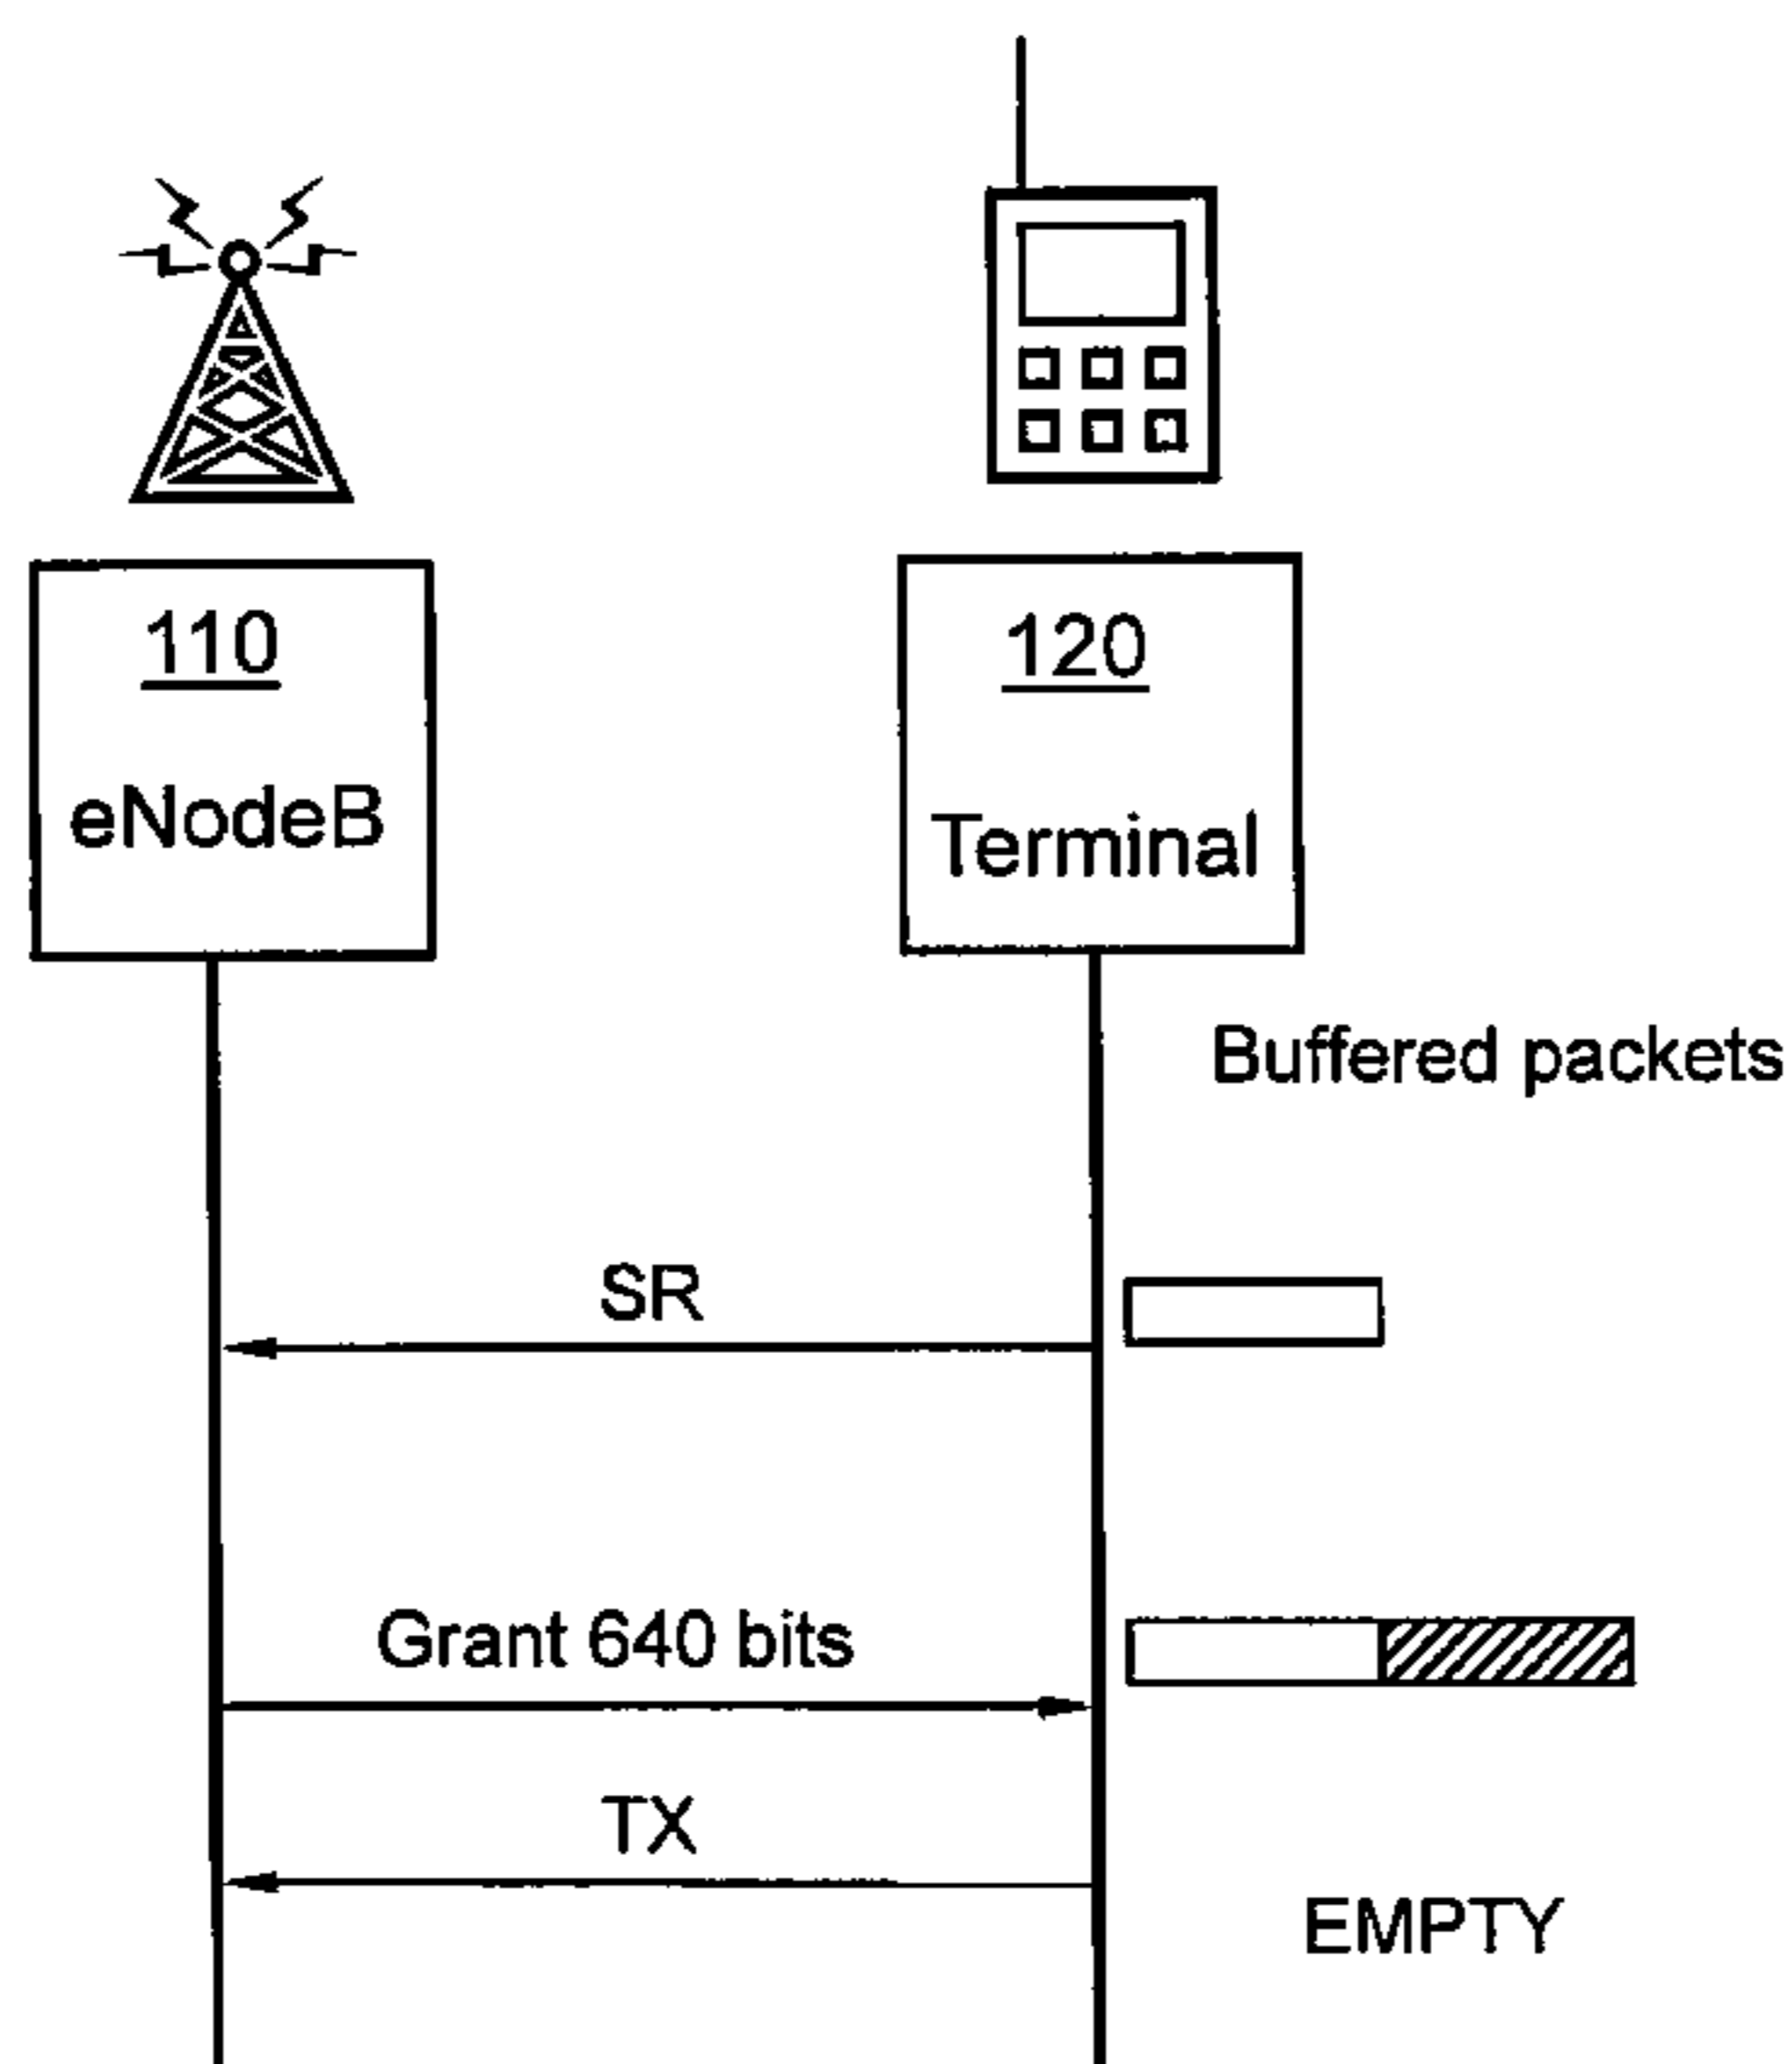 110
eNodeB
120
Terminal
Buffered packets
SR
Grant 640 bits
TX
EMPTY